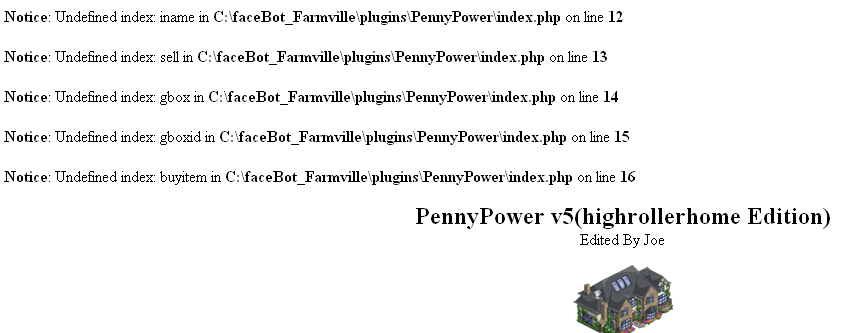 Notice: Undefined index: iname in C:\faceBot_Farmville\plugins\PennyPower\index.php on line 12
Notice: Undefined index: sell in C:\faceBot_Farmville\plugins\PennyPower\index.php on line 13
Notice: Undefined index: gbox in C:\faceBot_Farmville\plugins\PennyPower\index.php on line 14
Notice: Undefined index: gboxid in C:\faceBot_Farmville\plugins\PennyPower\index.php on line 15
Notice: Undefined index: buyitem in C:\faceBot_Farmville\plugins\PennyPower\index.php on line 16
PennyPower v5(highrollerhome Edition)
Edited By Joe